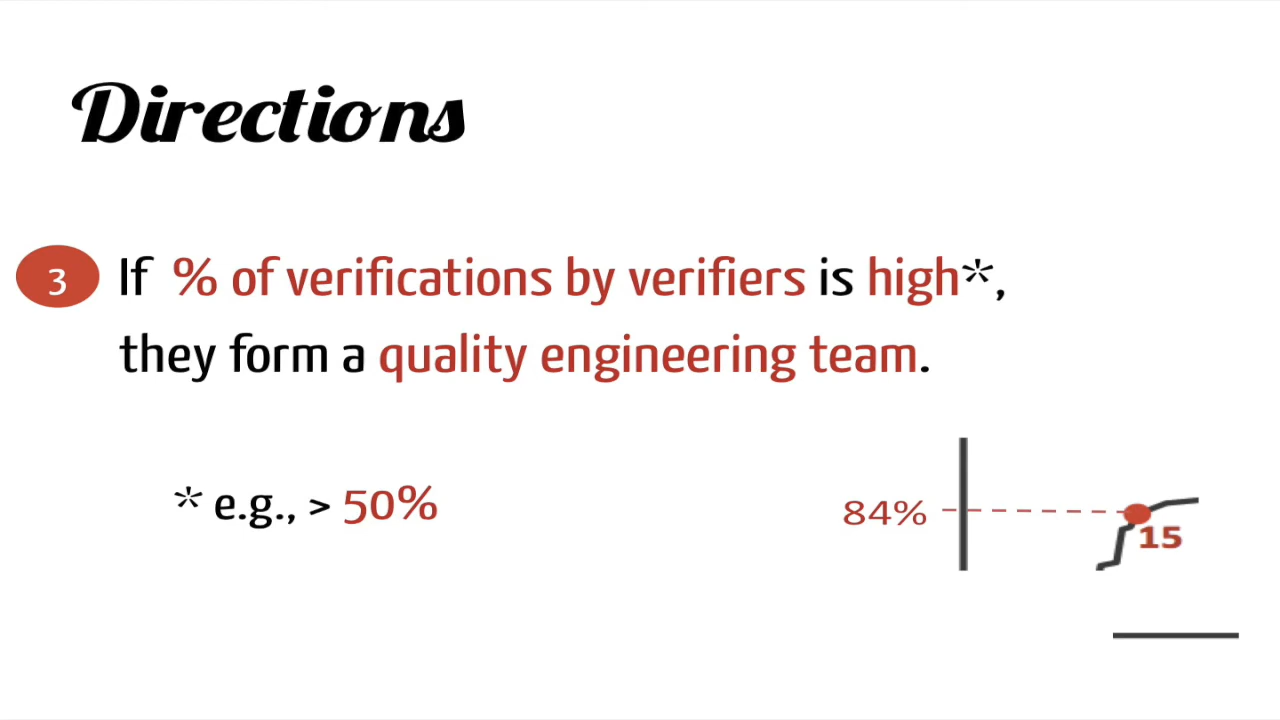 Directions
3 If % of verifications by verifiers is high*,
they form a quality engineering team.
* e.g., > 50%
84%
15